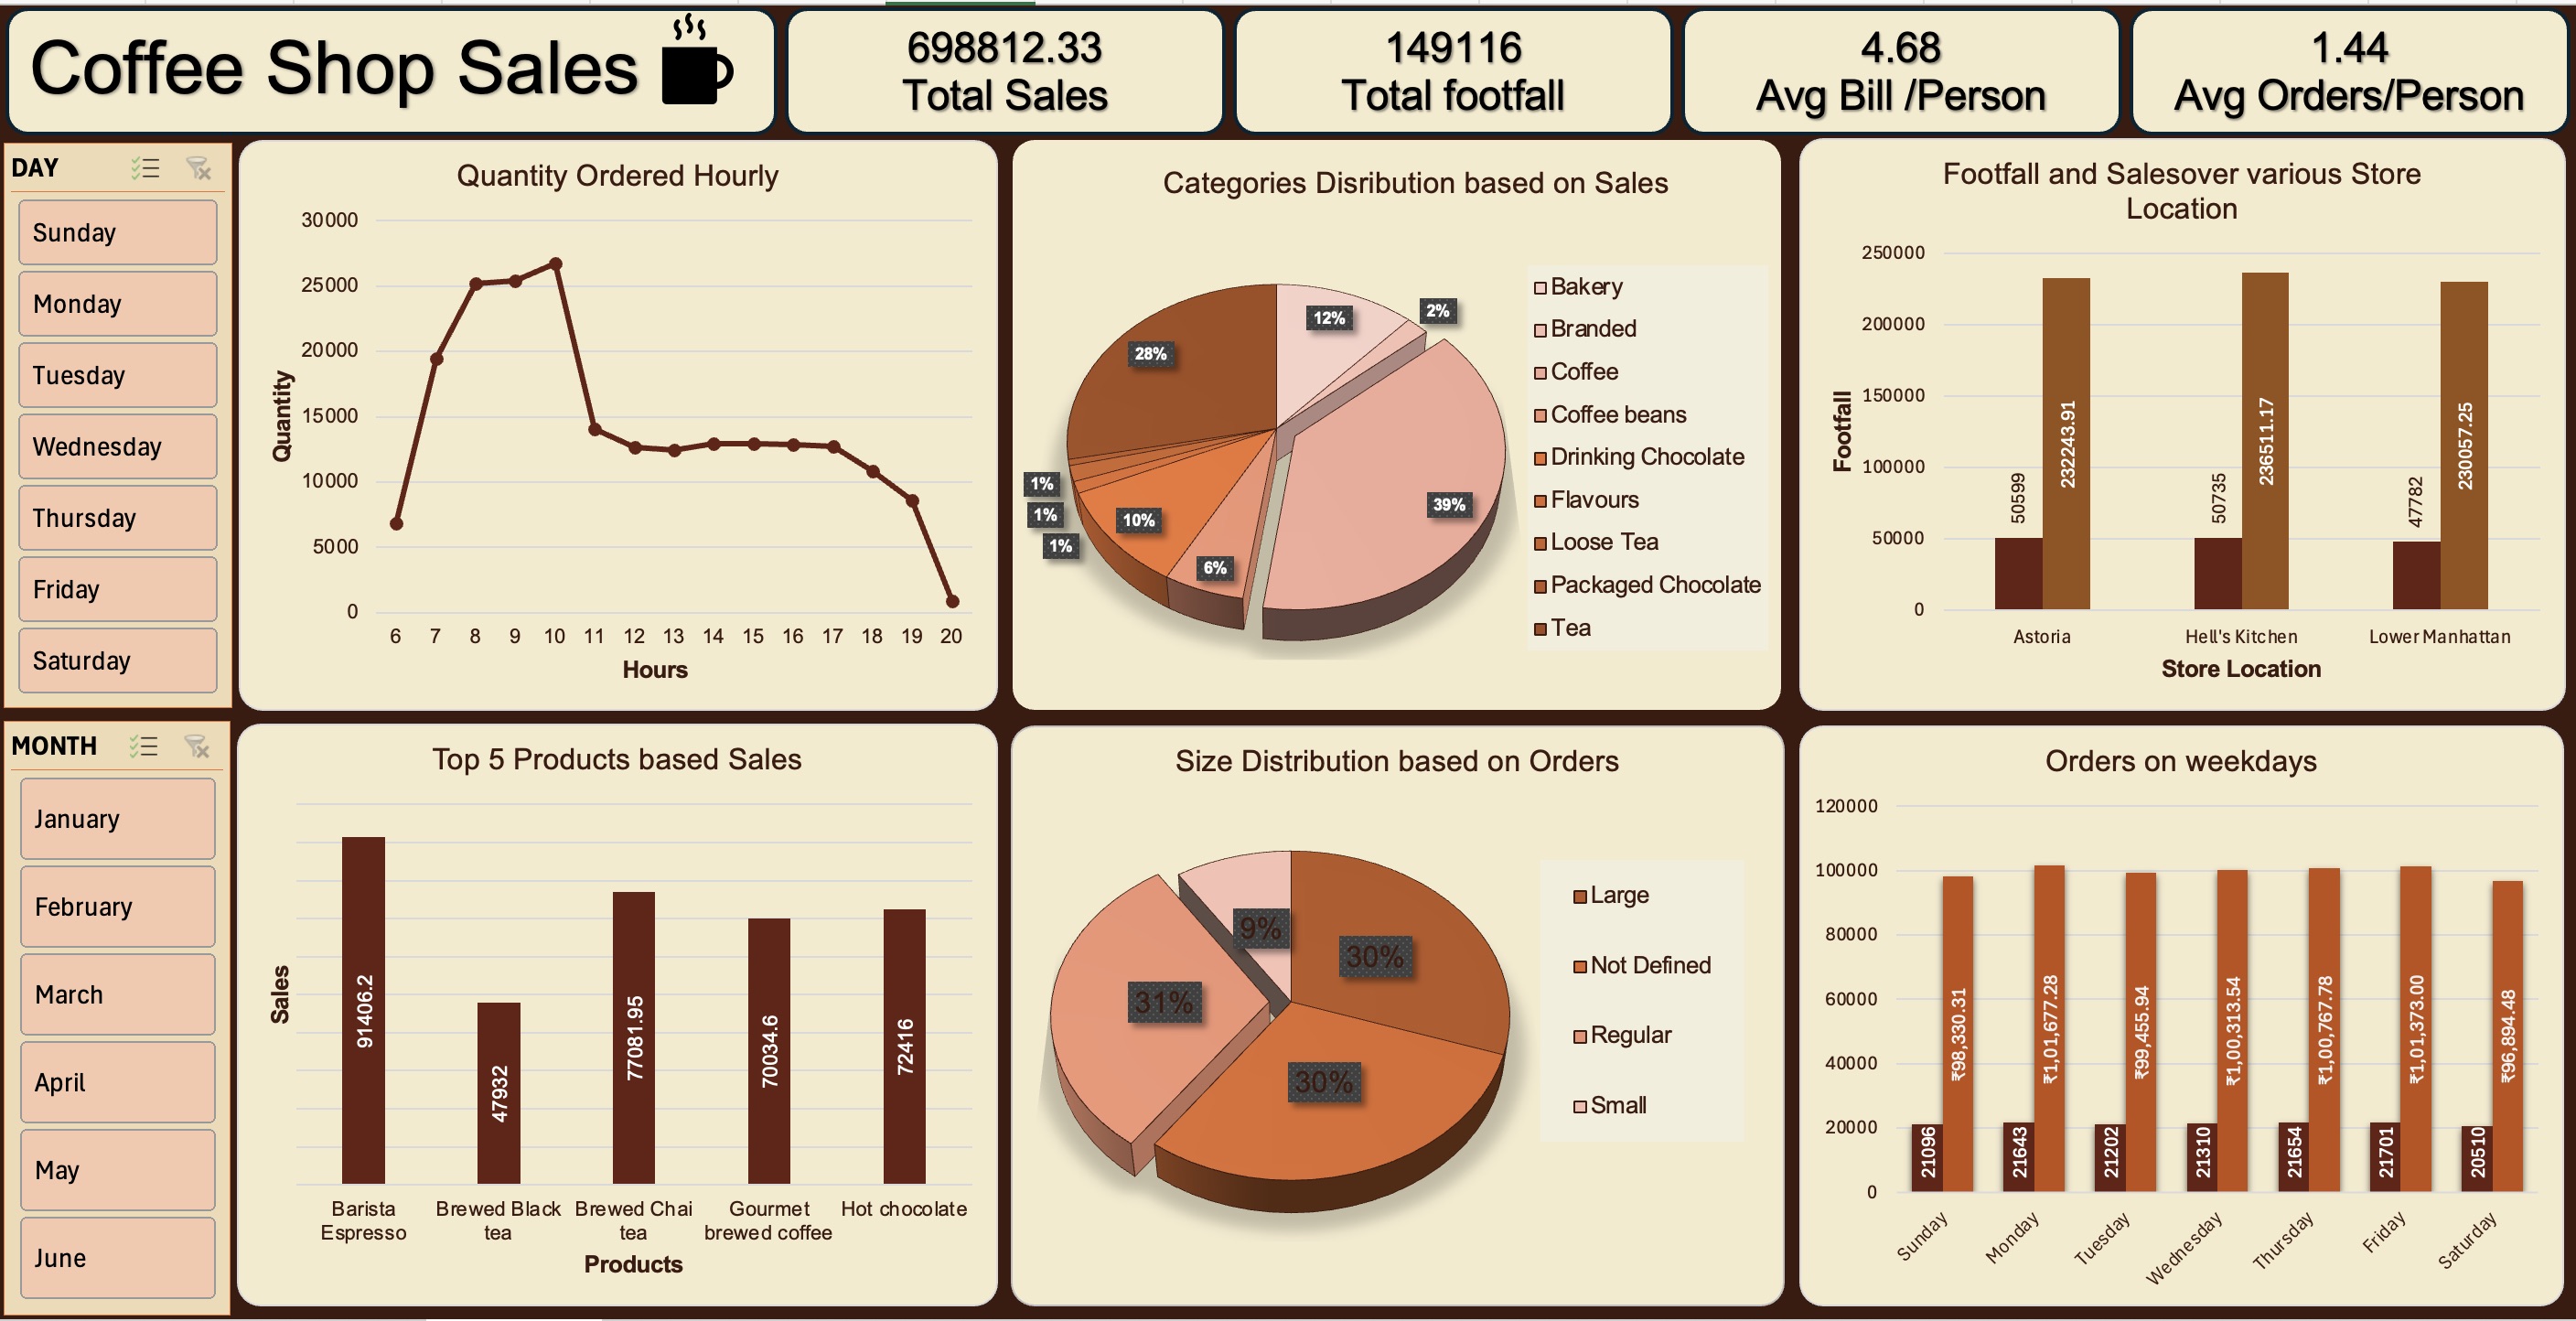 Coffee Shop Sales
698812.33
Total Sales
149116
Total footfall
4.68
Avg Bill /Person
1.44
Avg Orders/Person
DAY
Sunday
Monday
Tuesday
Wednesday
Thursday
Friday
Saturday
MONTH
January
February
March
April
May
June
Quantity Ordered Hourly
Quantity
30000
25000
20000
15000
10000
5000
0
6 7 8 9 10 11 12 13 14 15 16 17 18 19 20
Hours
Categories Disribution based on Sales
12%
2%
28%
39%
1%
1%
1%
10%
6%
Bakery
Branded
Coffee
Coffee beans
Drinking Chocolate
Flavours
Loose Tea
Packaged Chocolate
Tea
Footfall and Salesover various Store
Location
Footfall
250000
200000
150000
100000
50000
0
50599
232243.91
50735
236511.17
47782
230057.25
Astoria Hell's Kitchen Lower Manhattan
Store Location
Top 5 Products based Sales
Sales
91406.2
47932
77081.95
70034.6
72416
Barista
Espresso
Brewed Black
tea
Brewed Chai
tea
Gourmet
brewed coffee
Hot chocolate
Products
Size Distribution based on Orders
9%
30%
31%
30%
Large
Not Defined
Regular
Small
Orders on weekdays
120000
100000
80000
60000
40000
20000
0
21096
₹98,330.31
21643
₹1,01,677.28
21202
₹99,455.94
21310
₹1,00,313.54
21654
₹1,00,767.78
21701
₹1,01,373.00
20510
₹96,894.48
Sunday
Monday
Tuesday
Wednesday
Thursday
Friday
Saturday